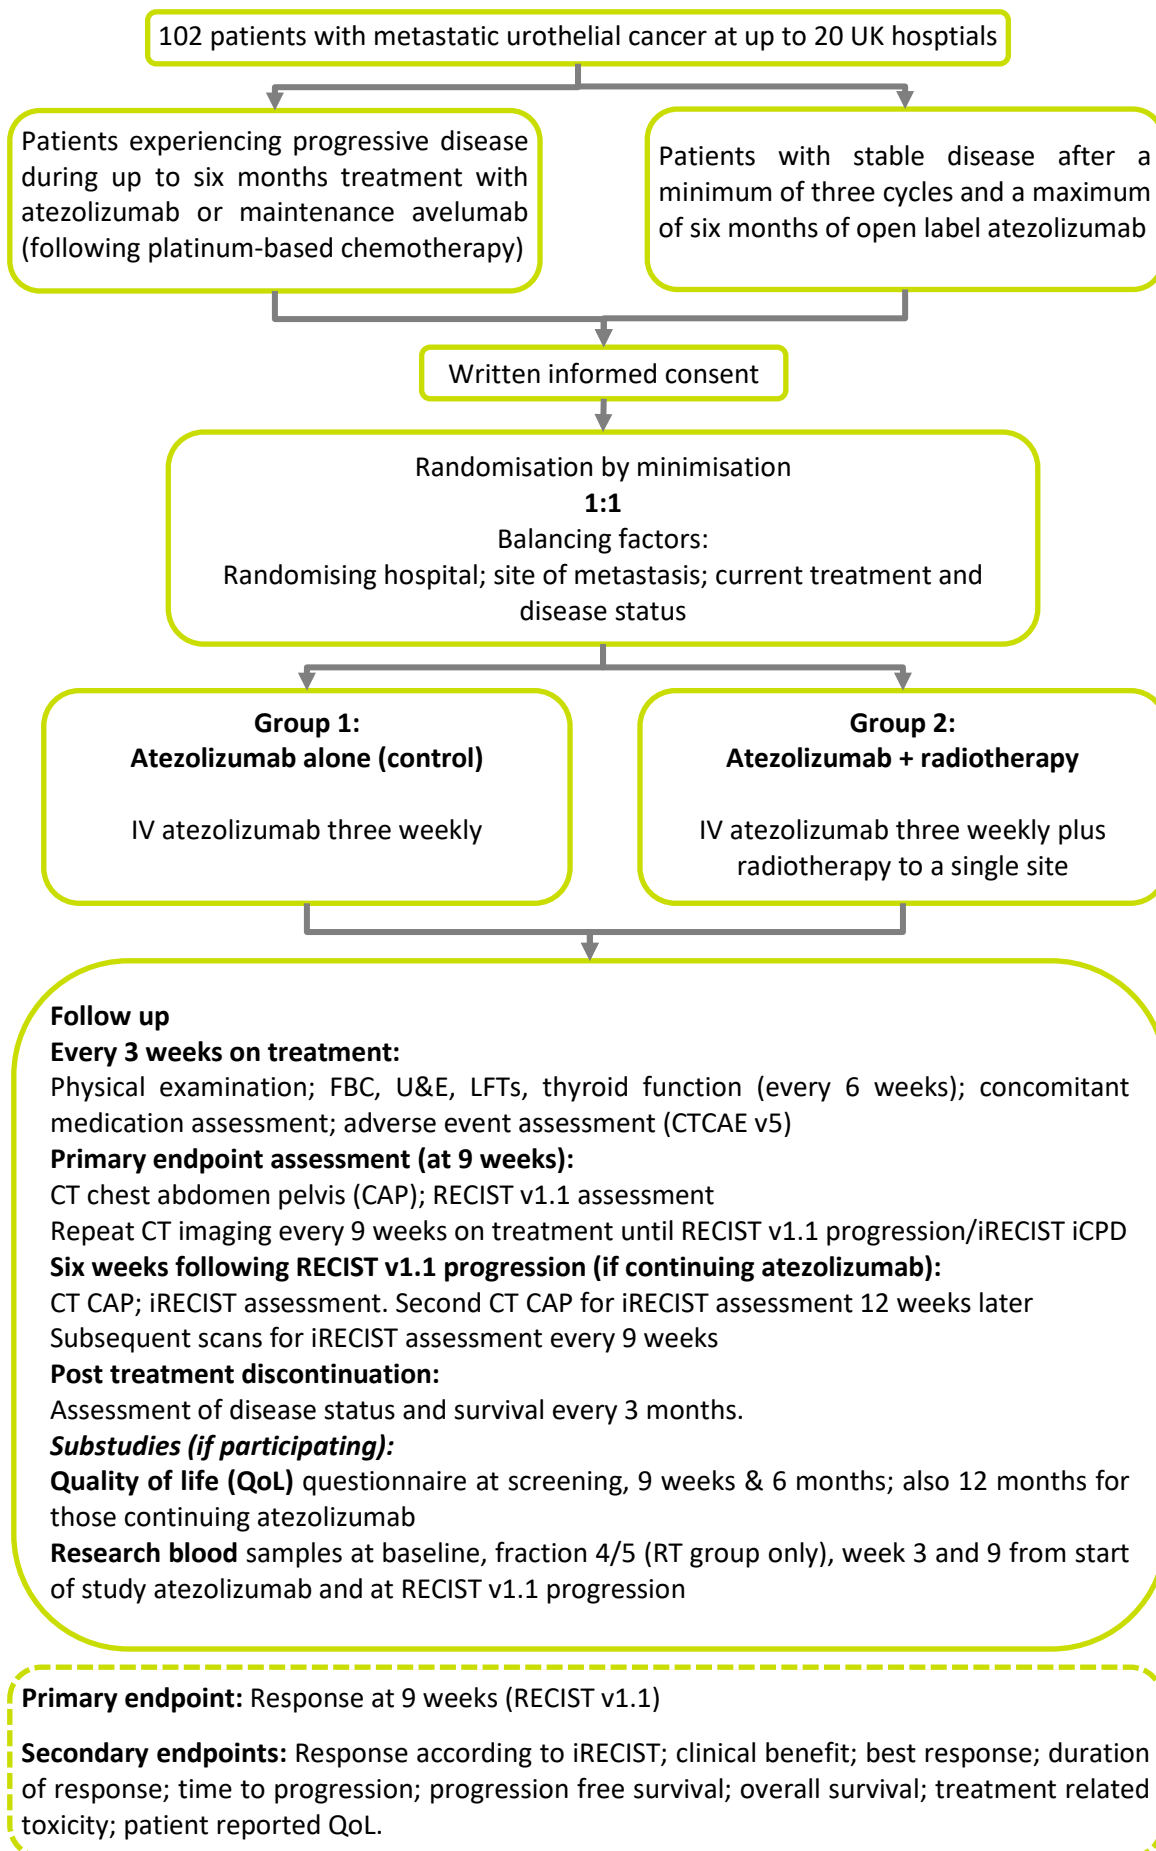 102 patients with metastatic urothelial cancer at up to 20 UK hosptials
Patients experiencing progressive disease
during up to six months treatment with
atezolizumab or maintenance avelumab
(following platinum-based chemotherapy)
Patients with stable disease after a
minimum of three cycles and a maximum
of six months of open label atezolizumab
Written informed consent
Randomisation by minimisation
1:1
Balancing factors:
Randomising hospital; site of metastasis; current treatment and
disease status
Group 1:
Atezolizumab alone (control)
IV atezolizumab three weekly
Group 2:
Atezolizumab + radiotherapy
IV atezolizumab three weekly plus
radiotherapy to a single site
Follow up
Every 3 weeks on treatment:
Physical examination; FBC, U&E, LFTs, thyroid function (every 6 weeks); concomitant
medication assessment; adverse event assessment (CTCAE v5)
Primary endpoint assessment (at 9 weeks):
CT chest abdomen pelvis (CAP); RECIST v1.1 assessment
Repeat CT imaging every 9 weeks on treatment until RECIST v1.1 progression/iRECIST iCPD
Six weeks following RECIST v1.1 progression (if continuing atezolizumab):
CT CAP; iRECIST assessment. Second CT CAP for iRECIST assessment 12 weeks later
Subsequent scans for iRECIST assessment every 9 weeks
Post treatment discontinuation:
Assessment of disease status and survival every 3 months.
Substudies (if participating):
Quality of life (QoL) questionnaire at screening, 9 weeks & 6 months; also 12 months for
those continuing atezolizumab
Research blood samples at baseline, fraction 4/5 (RT group only), week 3 and 9 from start
of study atezolizumab and at RECIST v1.1 progression
Primary endpoint: Response at 9 weeks (RECIST v1.1)
Secondary endpoints: Response according to iRECIST; clinical benefit; best response; duration
of response; time to progression; progression free survival; overall survival; treatment related
toxicity; patient reported QoL.